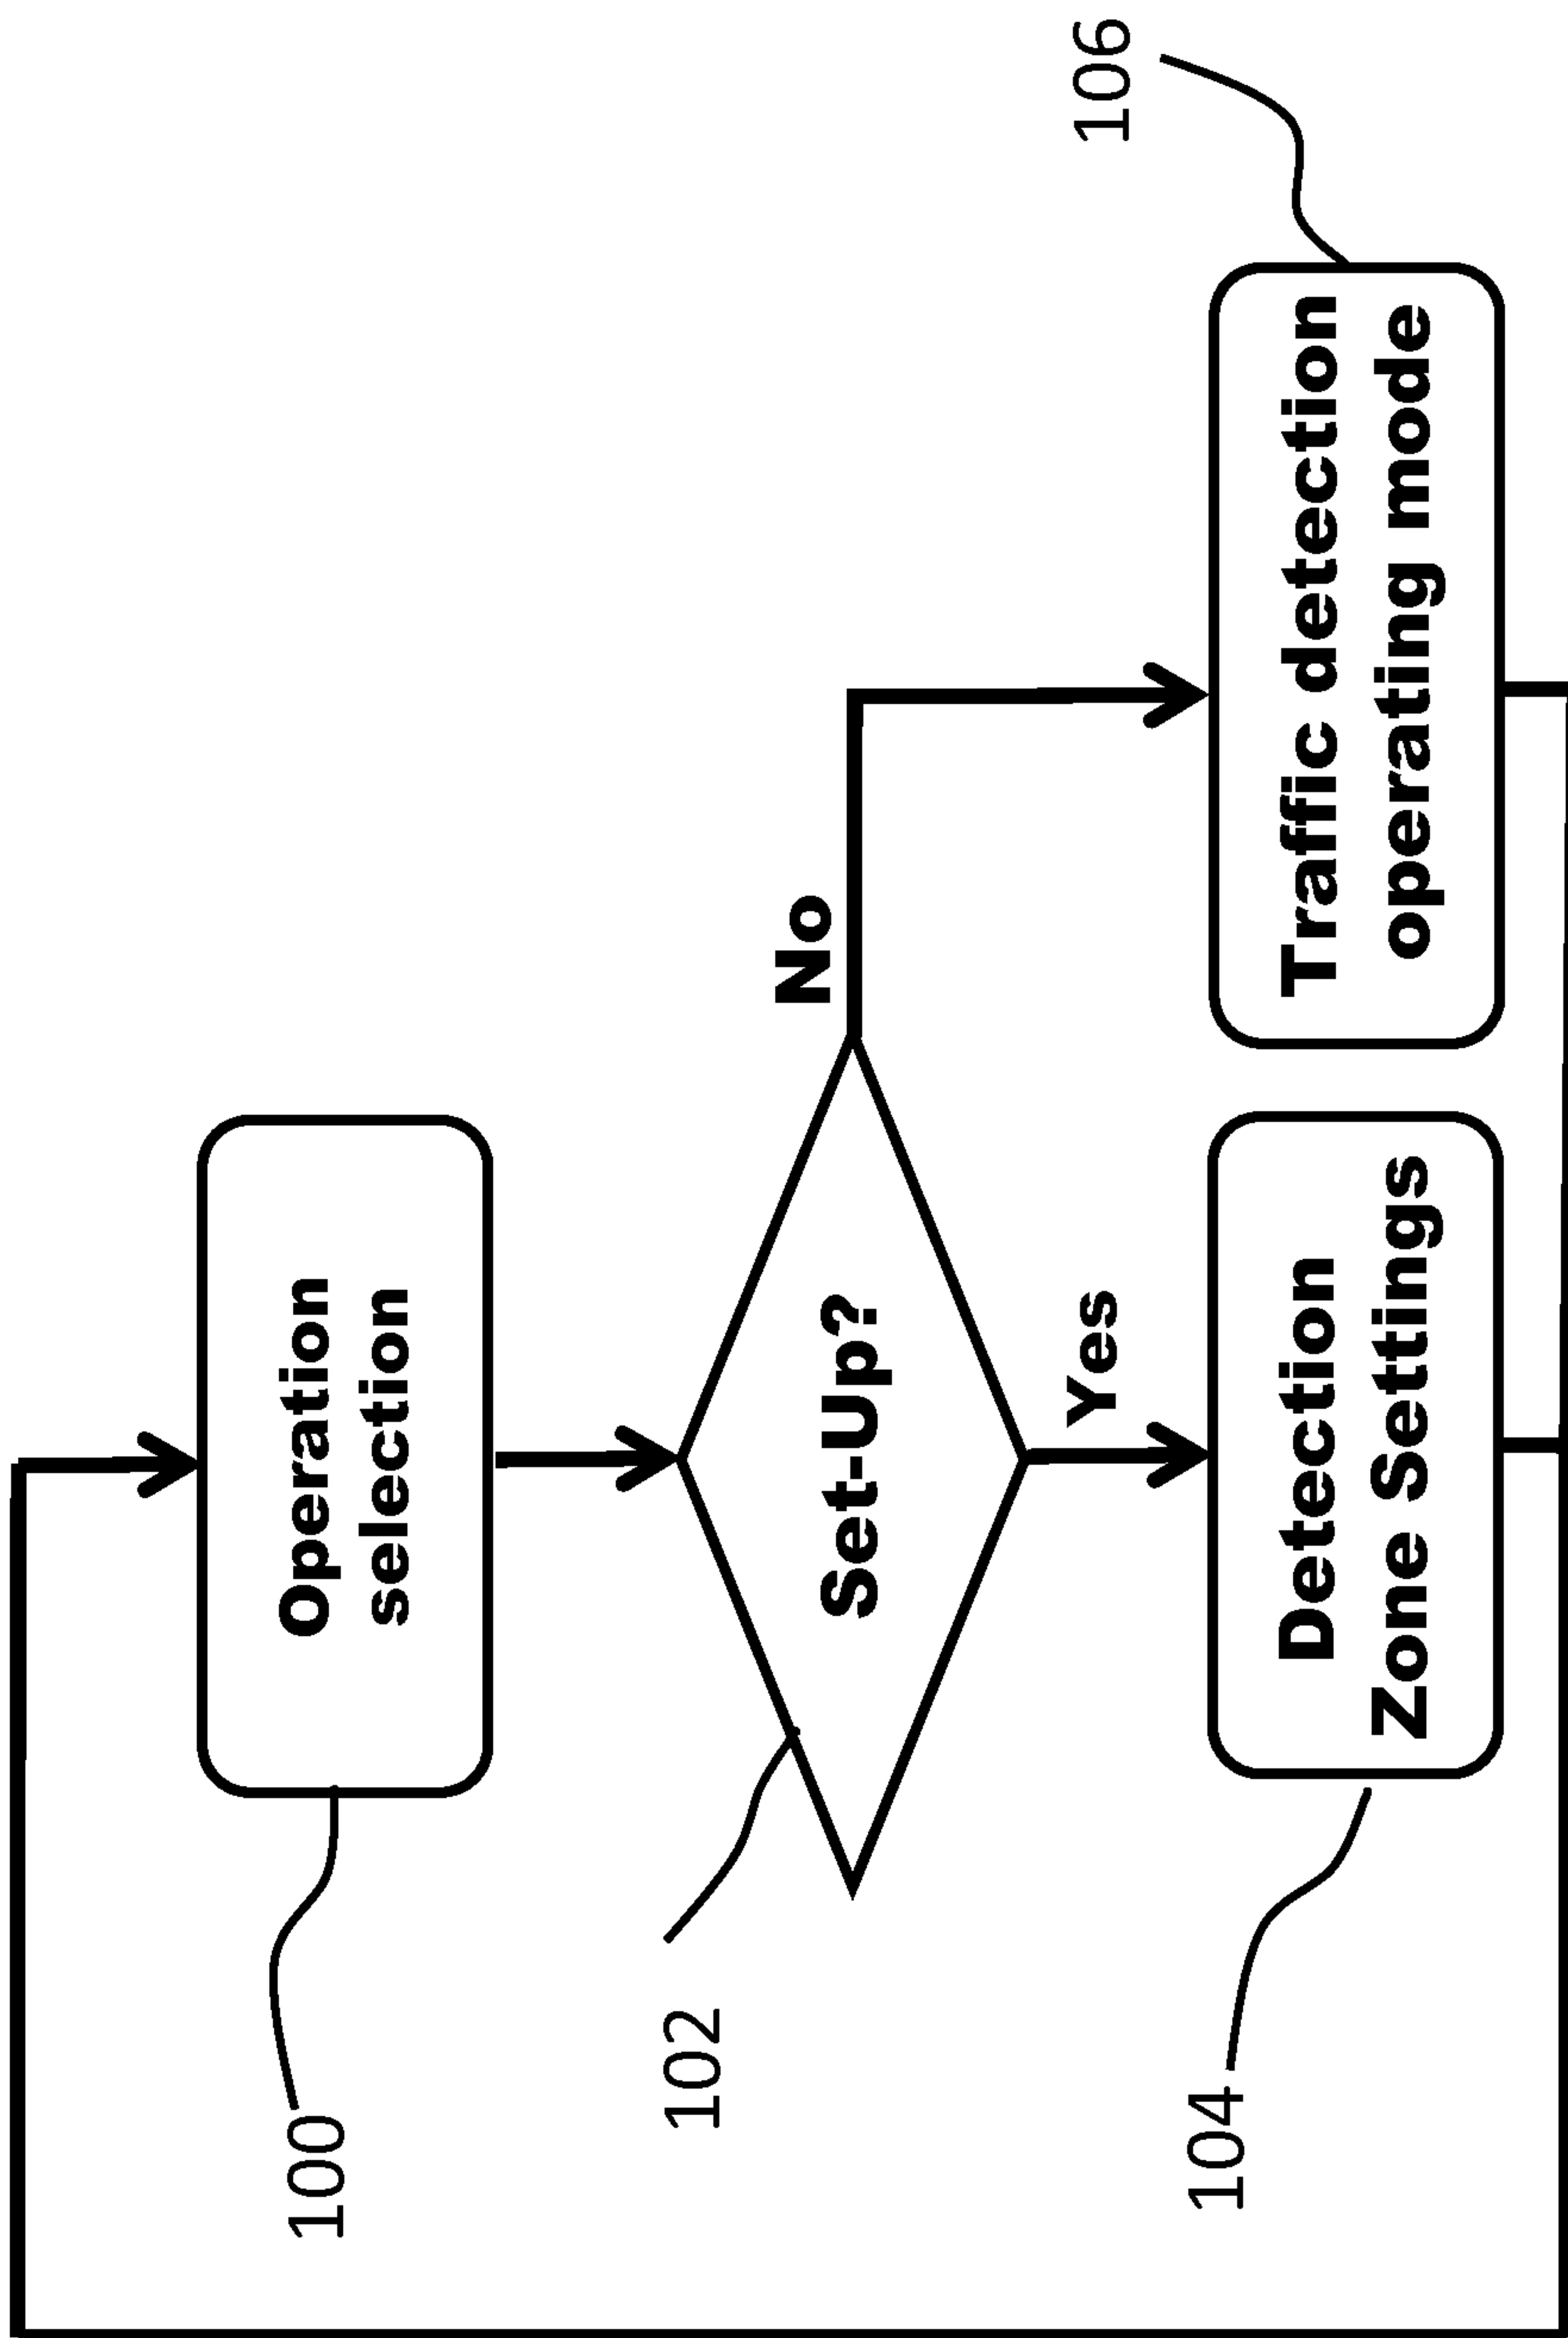 Operation
selection
100
Set-Up?
102
No
Yes
Detection
Zone Settings
104
Traffic detection
operating mode
106